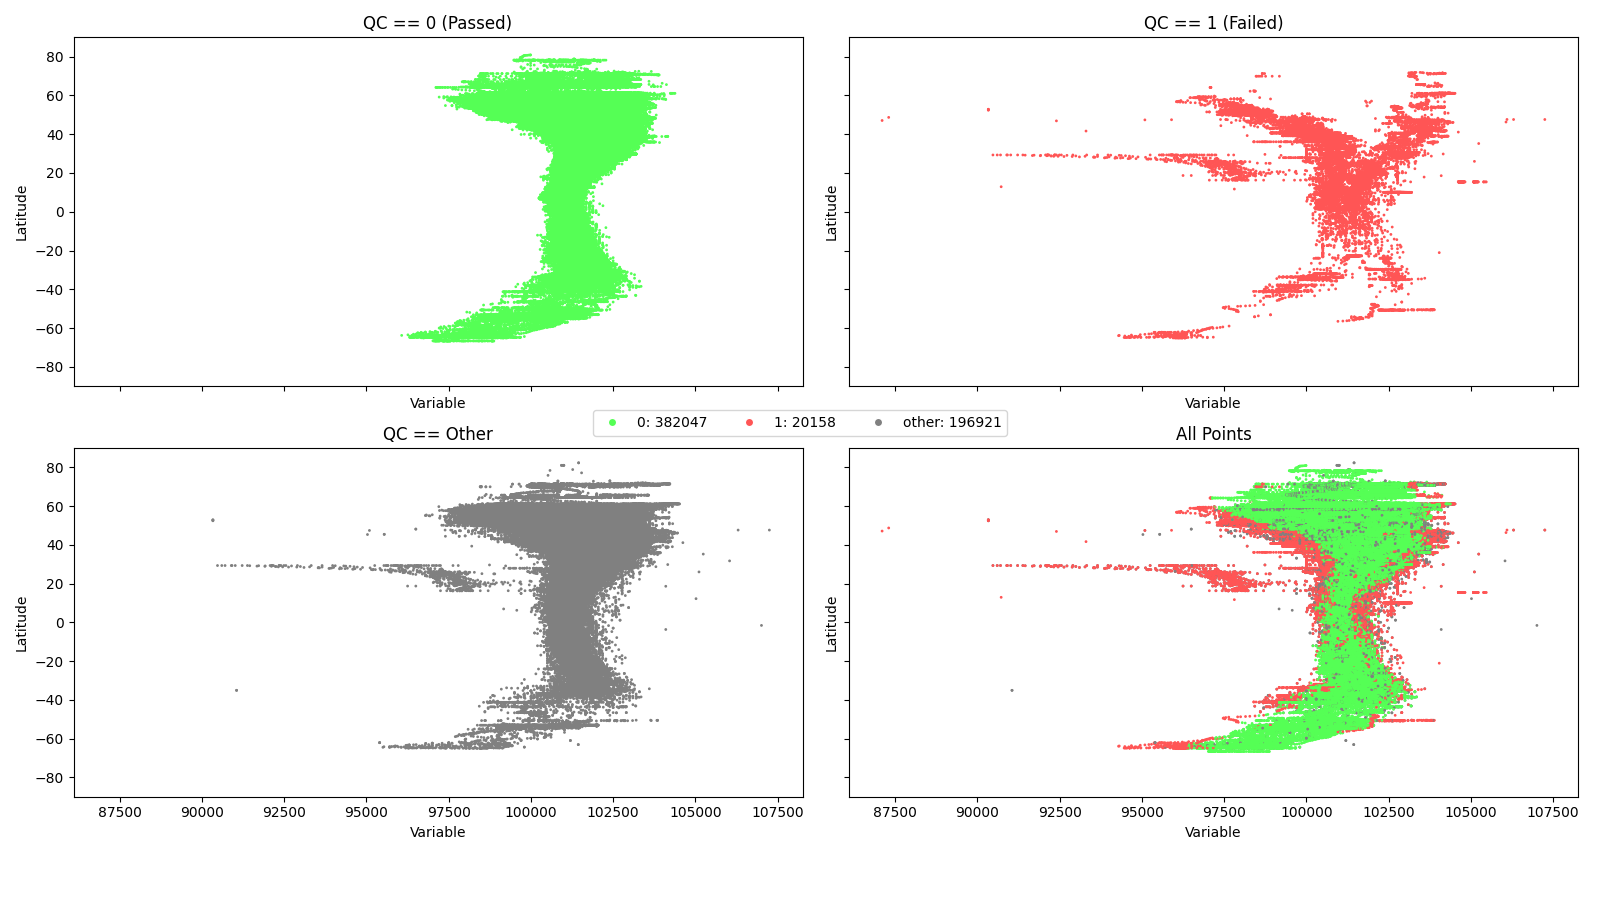 QC == 0 (Passed)
QC == 1 (Failed)
80
60
40
20
0
−20
−40
−60
−80
Latitude
Latitude
Variable
Variable
0: 382047
1: 20158
other: 196921
QC == Other
All Points
80
60
40
20
0
−20
−40
−60
−80
Latitude
Latitude
87500 90000 92500 95000 97500 100000 102500 105000 107500
87500 90000 92500 95000 97500 100000 102500 105000 107500
Variable
Variable